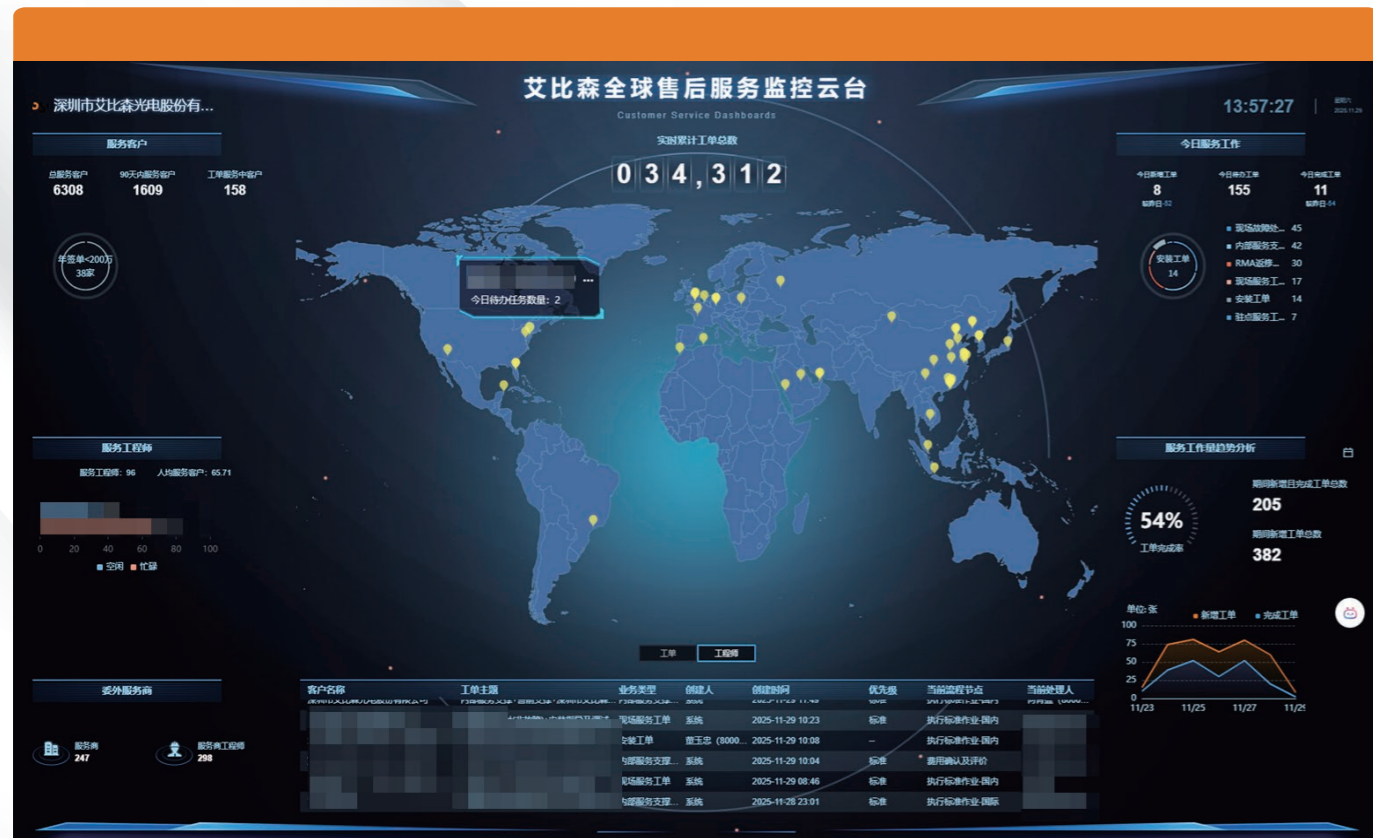 艾比森全球售后服务监控云台
Customer Service Dashboards
深圳市艾比森光电股份有...
13:57:27
2025.11.29
服务客户
总服务客户 90天内服务客户 工单服务中客户
6308 1609 158
年签单<200万
38家
实时累计工单总数
034,312
今日待办任务数量: 2
今日服务工作
今日新增工单 今日待办工单 今日完成工单
8 155 11
较昨日-52 较昨日-54
安装工单
14
现场故障处... 45
内部服务支... 42
RMA返修... 30
现场服务工... 17
安装工单 14
驻点服务工... 7
服务工程师
服务工程师: 96 人均服务客户: 65.71
0 20 40 60 80 100
空闲 忙碌
服务工作量趋势分析
54%
工单完成率
期间新增且完成工单总数
205
期间新增工单总数
382
单位: 张
新增工单 完成工单
100
75
50
25
0
11/23 11/25 11/27 11/29
委外服务商
服务商
247
服务商工程师
298
工单 工程师
客户名称 工单主题 业务类型 创建人 创建时间 优先级 当前流程节点 当前处理人
现场服务工单 系统 2025-11-29 10:23 标准 执行标准作业-国内
安装工单 董玉忠 (8000... 2025-11-29 10:08 – 执行标准作业-国内
内部服务支撑... 系统 2025-11-29 10:04 标准 费用确认及评价
现场服务工单 系统 2025-11-29 08:46 标准 执行标准作业-国内
内部服务支撑... 系统 2025-11-28 23:01 标准 执行标准作业-国际